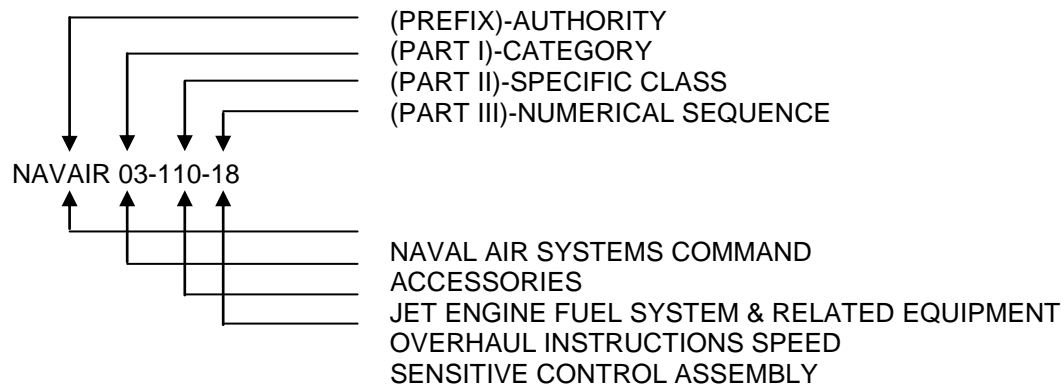 (PREFIX)-AUTHORITY
(PART I)-CATEGORY
(PART II)-SPECIFIC CLASS
(PART III)-NUMERICAL SEQUENCE
NAVAIR 03-110-18
NAVAL AIR SYSTEMS COMMAND
ACCESSORIES
JET ENGINE FUEL SYSTEM & RELATED EQUIPMENT
OVERHAUL INSTRUCTIONS SPEED
SENSITIVE CONTROL ASSEMBLY